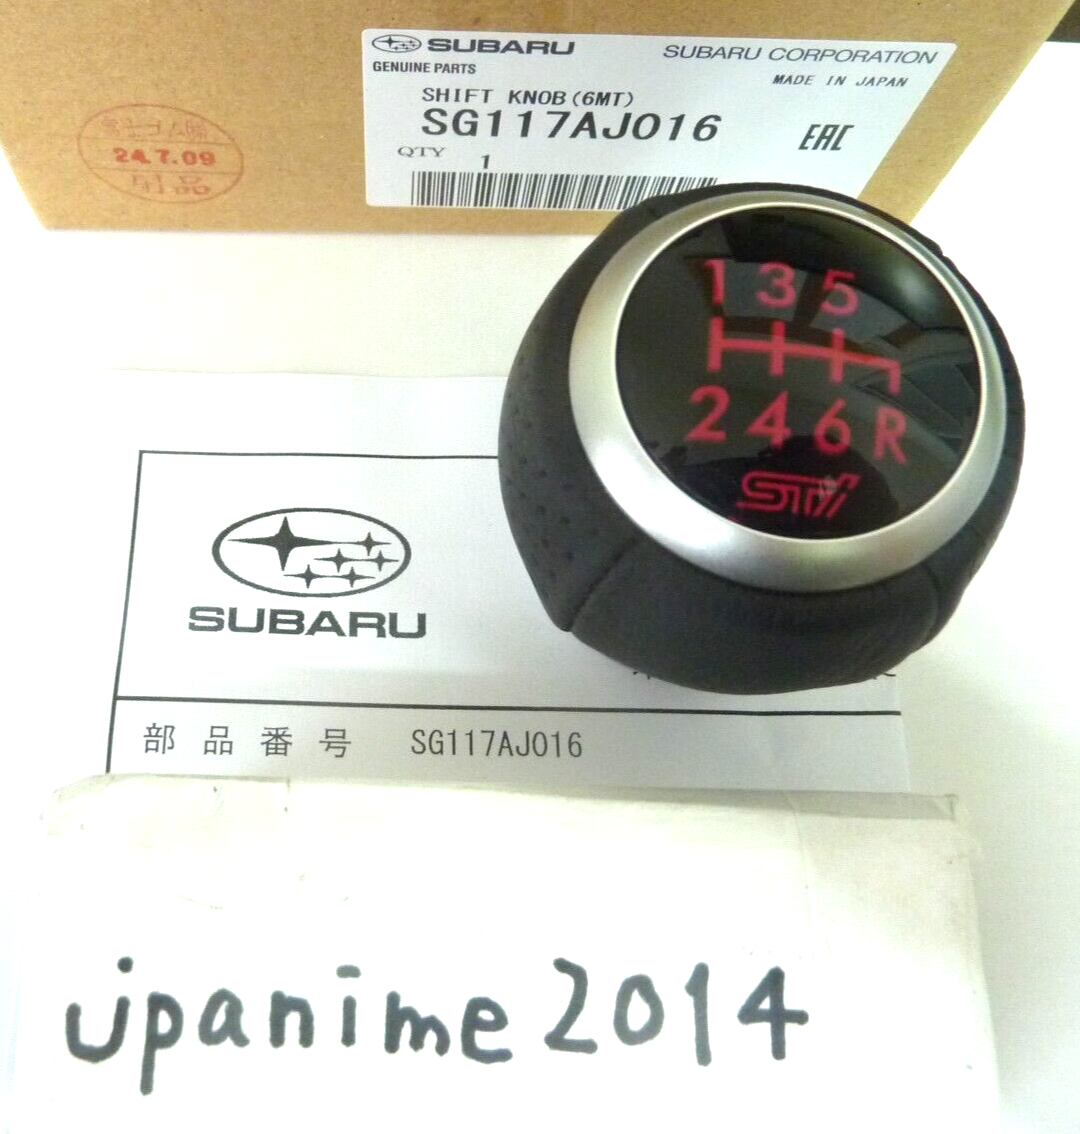 SUBARU
SUBARU CORPORATION
GENUINE PARTS
MADE IN JAPAN
SHIFT KNOB(6MT)
SG117AJ016
EAC
QTY 1
24.7.09
1 3 5
2 4 6 R
STI
SUBARU
部品番号 SG117AJ016
jpanime2014